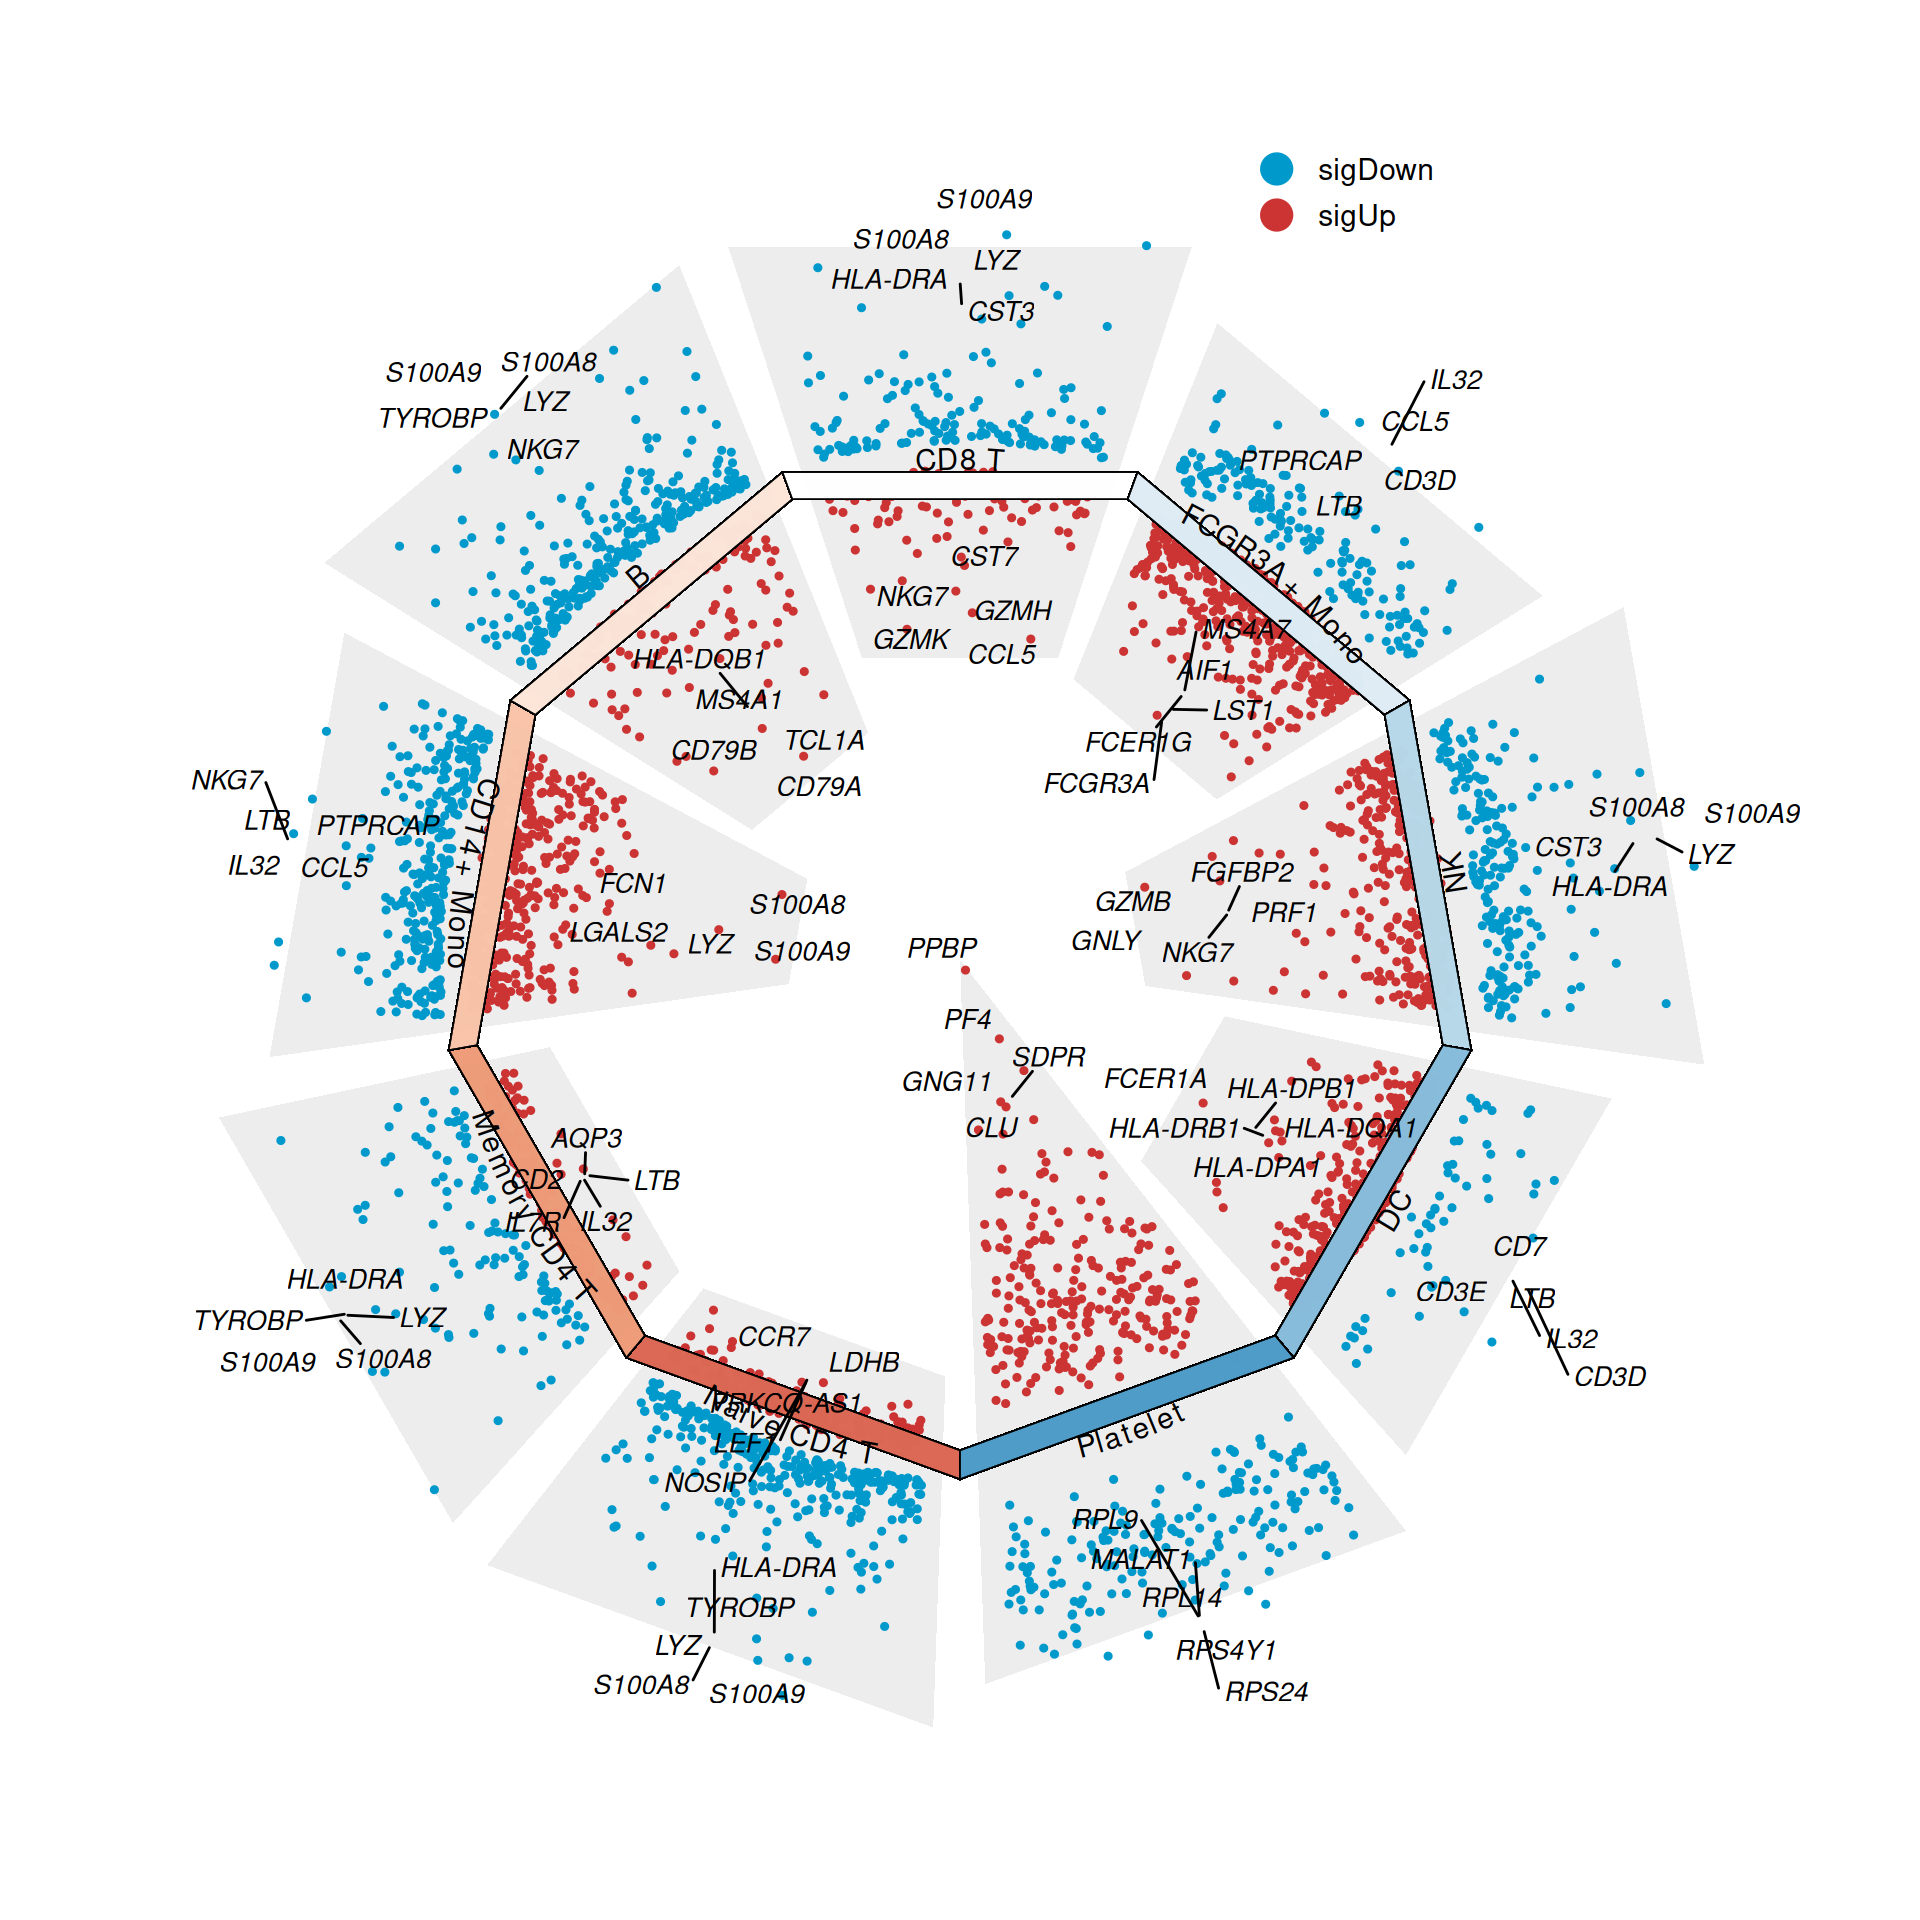 sigDown
sigUp
S100A9
S100A8
LYZ
HLA-DRA
CST3
CD8 T
CST7
NKG7
GZMH
GZMK
CCL5
S100A9
S100A8
TYROBP
LYZ
NKG7
B
HLA-DQB1
MS4A1
CD79B
TCL1A
CD79A
IL32
CCL5
PTPRCAP
CD3D
LTB
FCGR3A+ Mono
MS4A7
AIF1
LST1
FCER1G
FCGR3A
NKG7
LTB
PTPRCAP
IL32
CCL5
CD14+ Mono
FCN1
S100A8
LGALS2
LYZ
S100A9
S100A8
S100A9
CST3
LYZ
HLA-DRA
NK
FGFBP2
GZMB
PRF1
GNLY
NKG7
PPBP
PF4
SDPR
GNG11
CLU
FCER1A
HLA-DPB1
HLA-DRB1
HLA-DQA1
HLA-DPA1
DC
CD7
CD3E
LTB
IL32
CD3D
AQP3
CD2
LTB
IL7R
IL32
Memory CD4 T
HLA-DRA
TYROBP
LYZ
S100A9
S100A8
CCR7
LDHB
PRKCQ-AS1
Naive CD4 T
LEF1
NOSIP
HLA-DRA
TYROBP
LYZ
S100A8
S100A9
Platelet
RPL9
MALAT1
RPL14
RPS4Y1
RPS24